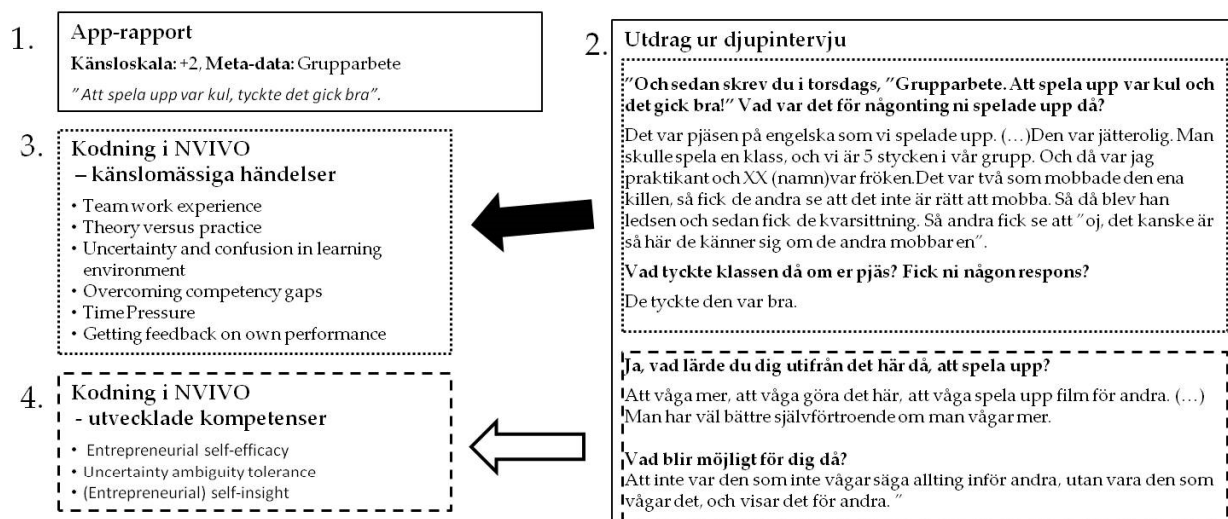 1.
App-rapport
Känsloskala: +2, Meta-data: Grupparbete
" Att spela upp var kul, tyckte det gick bra".
2.
Utdrag ur djupintervju
"Och sedan skrev du i torsdags, "Grupparbete. Att spela upp var kul och
det gick bra!" Vad var det för någonting ni spelade upp då?
Det var pjäsen på engelska som vi spelade upp. (…)Den var jätterolig. Man
skulle spela en klass, och vi är 5 stycken i vår grupp. Och då var jag
praktikant och XX (namn)var fröken.Det var två som mobbade den ena
killen, så fick de andra se att det inte är rätt att mobba. Så då blev han
ledsen och sedan fick de kvarsittning. Så andra fick se att "oj, det kanske är
så här de känner sig om de andra mobbar en".
Vad tyckte klassen då om er pjäs? Fick ni någon respons?
De tyckte den var bra.
Ja, vad lärde du dig utifrån det här då, att spela upp?
Att våga mer, att våga göra det här, att våga spela upp film för andra. (…)
Man har väl bättre självförtroende om man vågar mer.
Vad blir möjligt för dig då?
Att inte var den som inte vågar säga allting inför andra, utan vara den som
vågar det, och visar det för andra. "
3.
Kodning i NVIVO
– känslomässiga händelser
• Team work experience
• Theory versus practice
• Uncertainty and confusion in learning
environment
• Overcoming competency gaps
• Time Pressure
• Getting feedback on own performance
4.
Kodning i NVIVO
- utvecklade kompetenser
• Entrepreneurial self-efficacy
• Uncertainty ambiguity tolerance
• (Entrepreneurial) self-insight